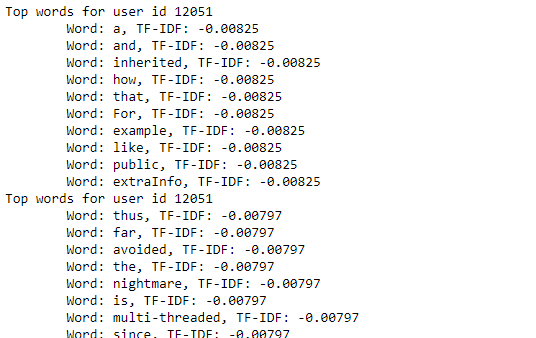 Top words for user id 12051
Word: a, TF-IDF: -0.00825
Word: and, TF-IDF: -0.00825
Word: inherited, TF-IDF: -0.00825
Word: how, TF-IDF: -0.00825
Word: that, TF-IDF: -0.00825
Word: For, TF-IDF: -0.00825
Word: example, TF-IDF: -0.00825
Word: like, TF-IDF: -0.00825
Word: public, TF-IDF: -0.00825
Word: extraInfo, TF-IDF: -0.00825
Top words for user id 12051
Word: thus, TF-IDF: -0.00797
Word: far, TF-IDF: -0.00797
Word: avoided, TF-IDF: -0.00797
Word: the, TF-IDF: -0.00797
Word: nightmare, TF-IDF: -0.00797
Word: is, TF-IDF: -0.00797
Word: multi-threaded, TF-IDF: -0.00797
Word: since, TF-IDF: -0.00797